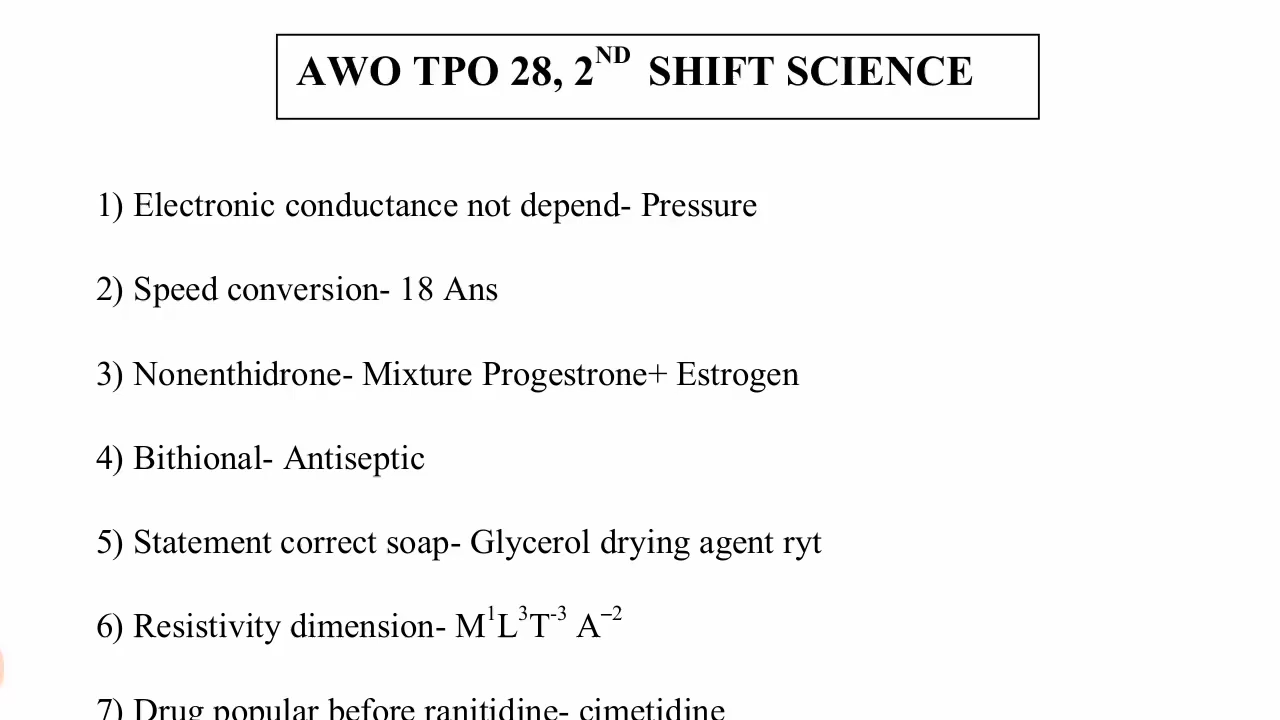 AWO TPO 28, 2ND SHIFT SCIENCE
1) Electronic conductance not depend- Pressure
2) Speed conversion- 18 Ans
3) Nonenthidrone- Mixture Progestrone+ Estrogen
4) Bithional- Antiseptic
5) Statement correct soap- Glycerol drying agent ryt
6) Resistivity dimension- M¹L³T⁻³ A⁻²
7) Drug popular before ranitidine- cimetidine